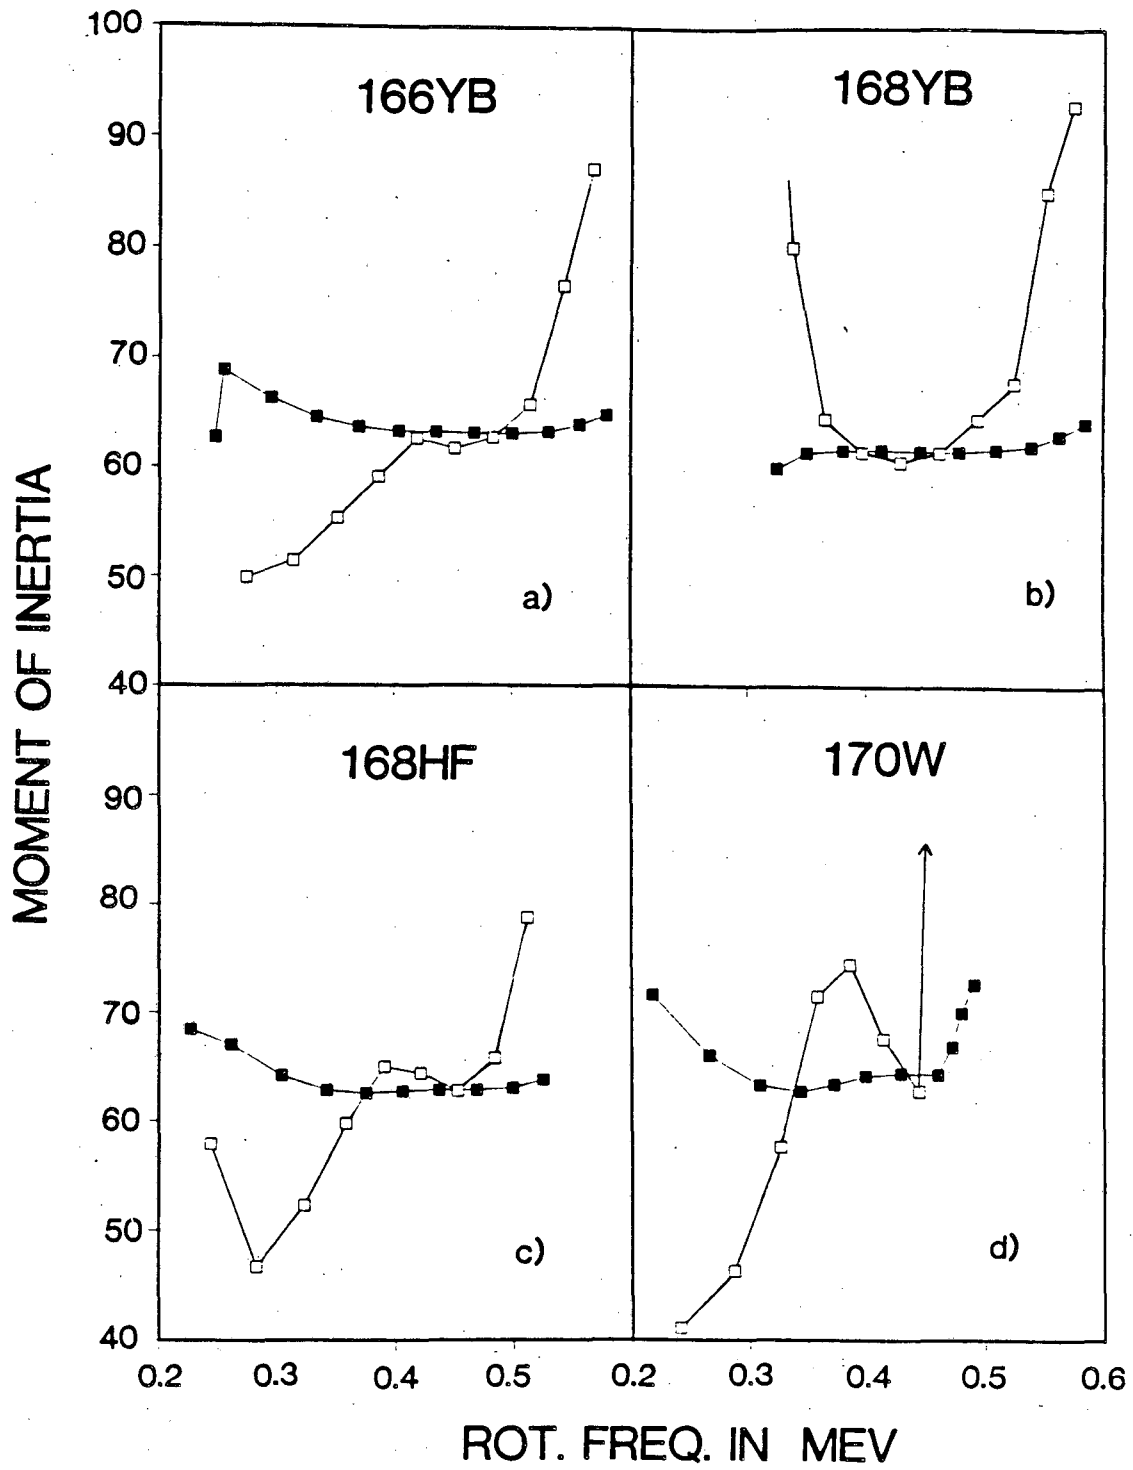 100
90
80
70
60
50
40
166YB
a)
168YB
b)
MOMENT OF INERTIA
90
80
70
60
50
40
168HF
c)
170W
d)
0.2 0.3 0.4 0.5 0.2 0.3 0.4 0.5 0.6
ROT. FREQ. IN MEV